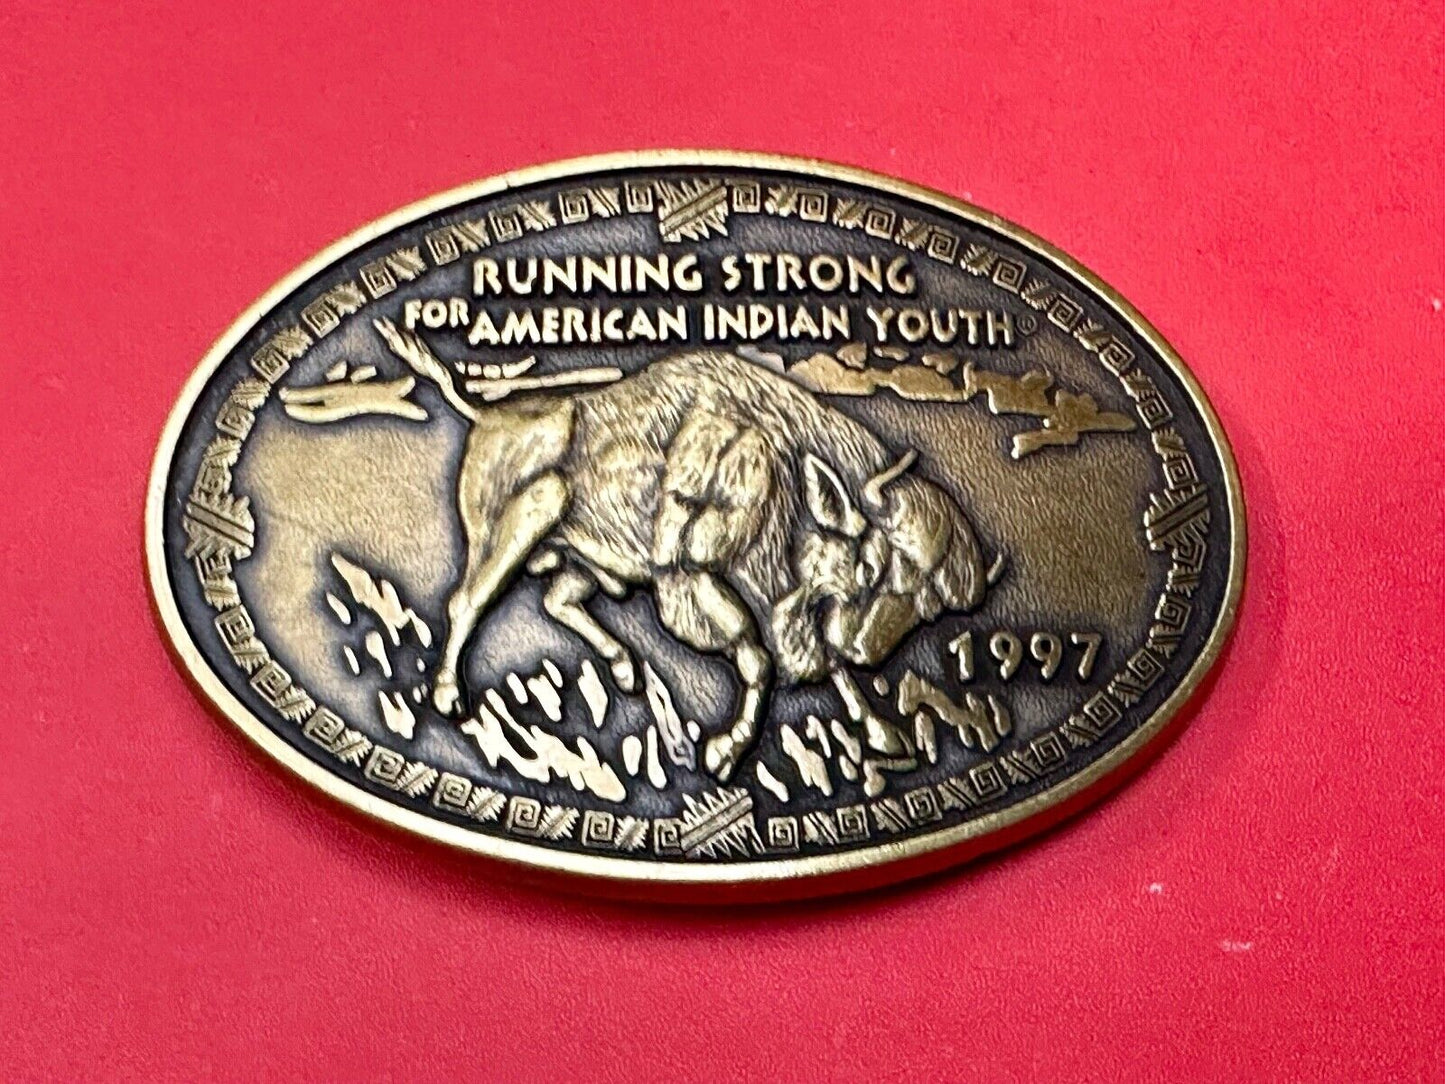 RUNNING STRONG
FOR AMERICAN INDIAN YOUTH®
1997